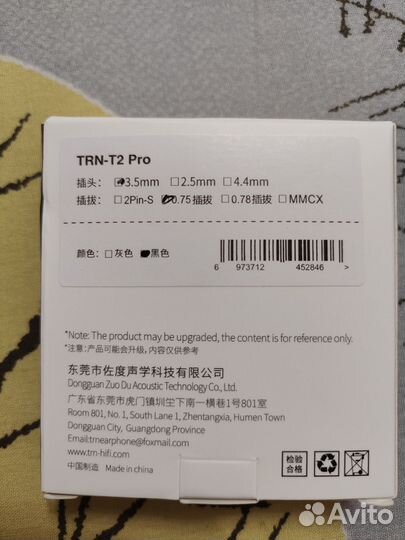 TRN-T2 Pro
插头: ☑3.5mm □2.5mm □4.4mm
插拔: □2Pin-S ☑0.75插拔 □0.78插拔 □MMCX
颜色: □灰色 ■黑色
6 973712 452846 >
*Note: The product may be upgraded, the content is for reference only.
*注意: 产品可能会升级, 内容仅供参考
东莞市佐度声学科技有限公司
Dongguan Zuo Du Acoustic Technology Co., Ltd.
广东省东莞市虎门镇圳坣下南一巷1号801室
Room 801, No. 1, South Lane 1, Zhentangxia, Humen Town
Dongguan City, Guangdong Province
Email:trnearphone@foxmail.com
www.trn-hifi.com
中国制造 / Made in china
检验
合格
Avito